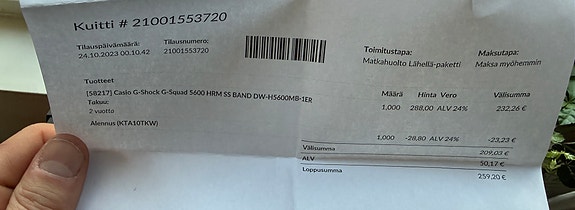 Kuitti # 21001553720
Tilauspäivämäärä: Tilausnumero: Toimitustapa: Maksutapa:
24.10.2023 00.10.42 21001553720 Matkahuolto Lähellä-paketti Maksa myöhemmin
Tuotteet Määrä Hinta Vero Välisumma
[58217] Casio G-Shock G-Squad 5600 HRM SS BAND DW-H5600MB-1ER 1,000 288,00 ALV 24% 232,26 €
Takuu:
2 vuotta
Alennus (KTA10TKW) 1,000 -28,80 ALV 24% -23,23 €
Välisumma 209,03 €
ALV 50,17 €
Loppusumma 259,20 €